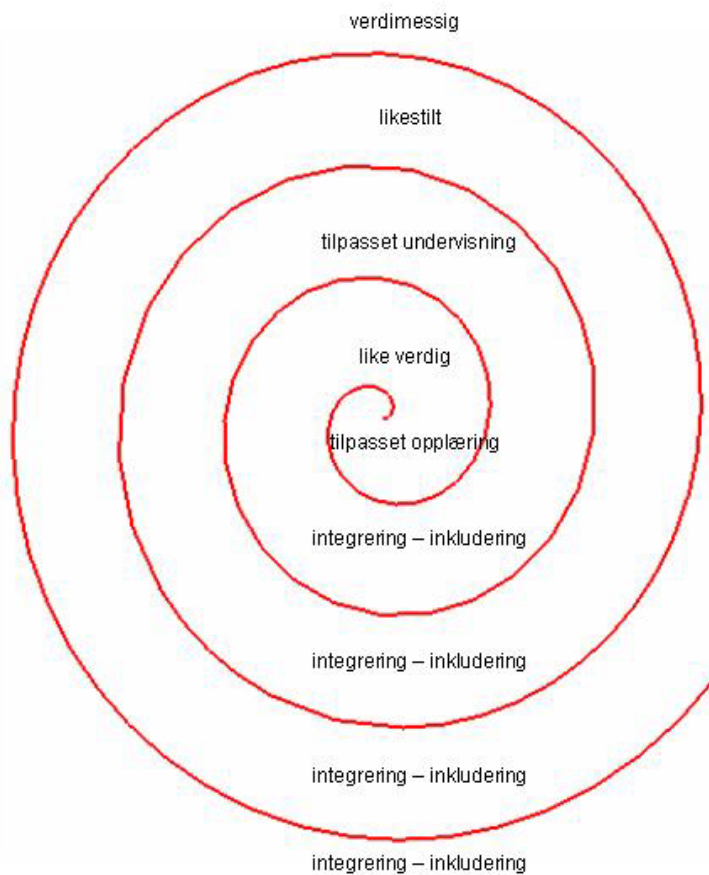 verdimessig
likestilt
tilpasset undervisning
like verdig
tilpasset opplæring
integrering – inkludering
integrering – inkludering
integrering – inkludering
integrering – inkludering